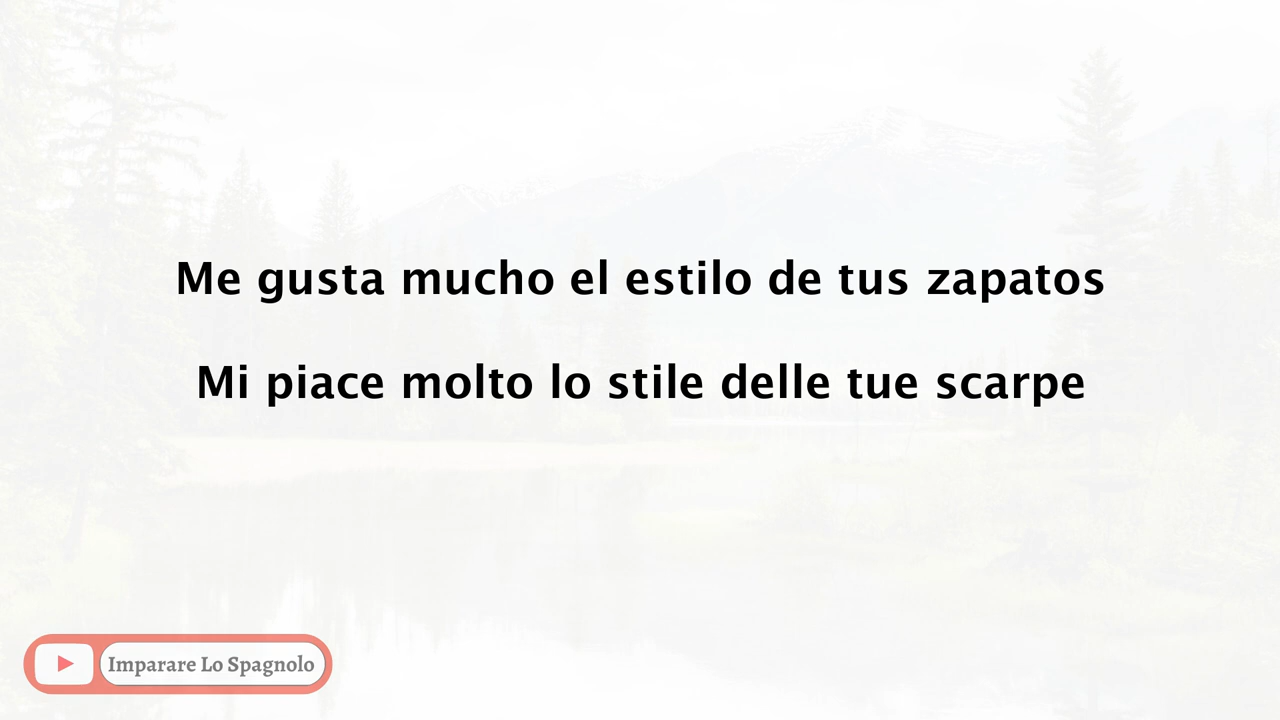 Me gusta mucho el estilo de tus zapatos
Mi piace molto lo stile delle tue scarpe
Imparare Lo Spagnolo